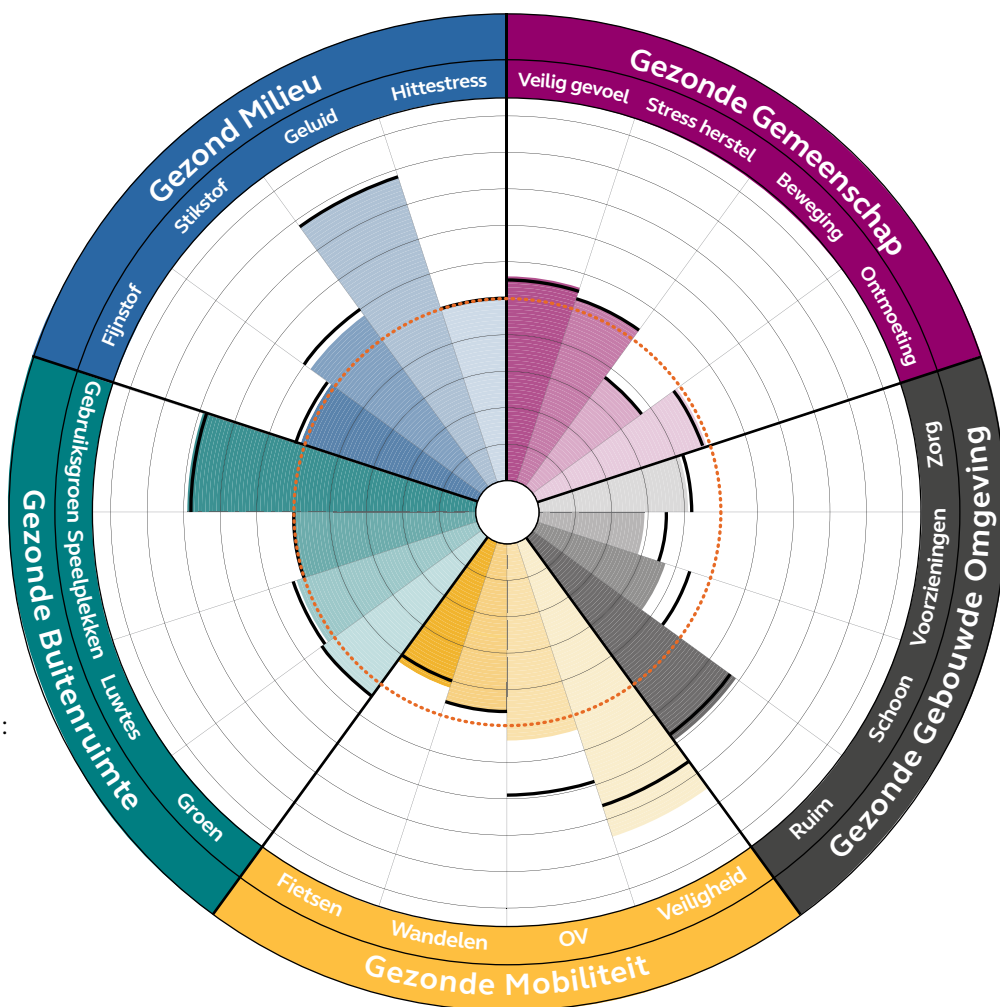 Gezonde Gemeenschap
Veilig gevoel
Stress herstel
Beweging
Ontmoeting
Gezonde Gebouwde Omgeving
Zorg
Voorzieningen
Schoon
Ruim
Gezonde Mobiliteit
Veiligheid
OV
Wandelen
Fietsen
Gezonde Buitenruimte
Groen
Luwtes
Speelplekken
Gebruiksgroen
Gezond Milieu
Fijnstof
Stikstof
Geluid
Hittestress
: